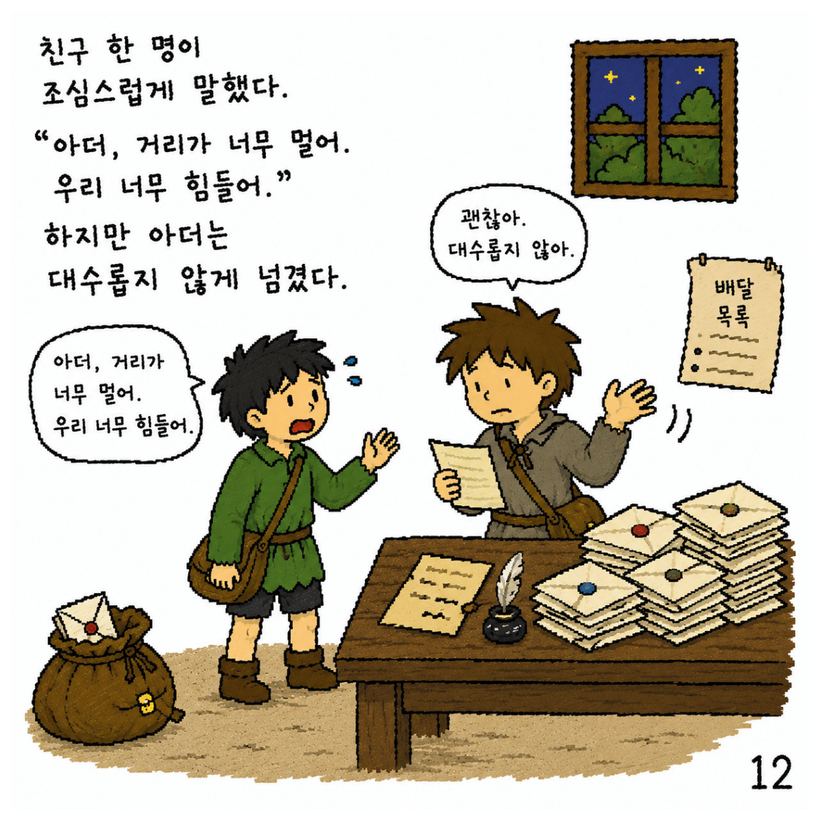 친구 한 명이
조심스럽게 말했다.
“아더, 거리가 너무 멀어.
우리 너무 힘들어.”
하지만 아더는
대수롭지 않게 넘겼다.
괜찮아.
대수롭지 않아.
배달
목록
아더, 거리가
너무 멀어.
우리 너무 힘들어.
12